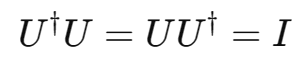 U†U = UU† = I